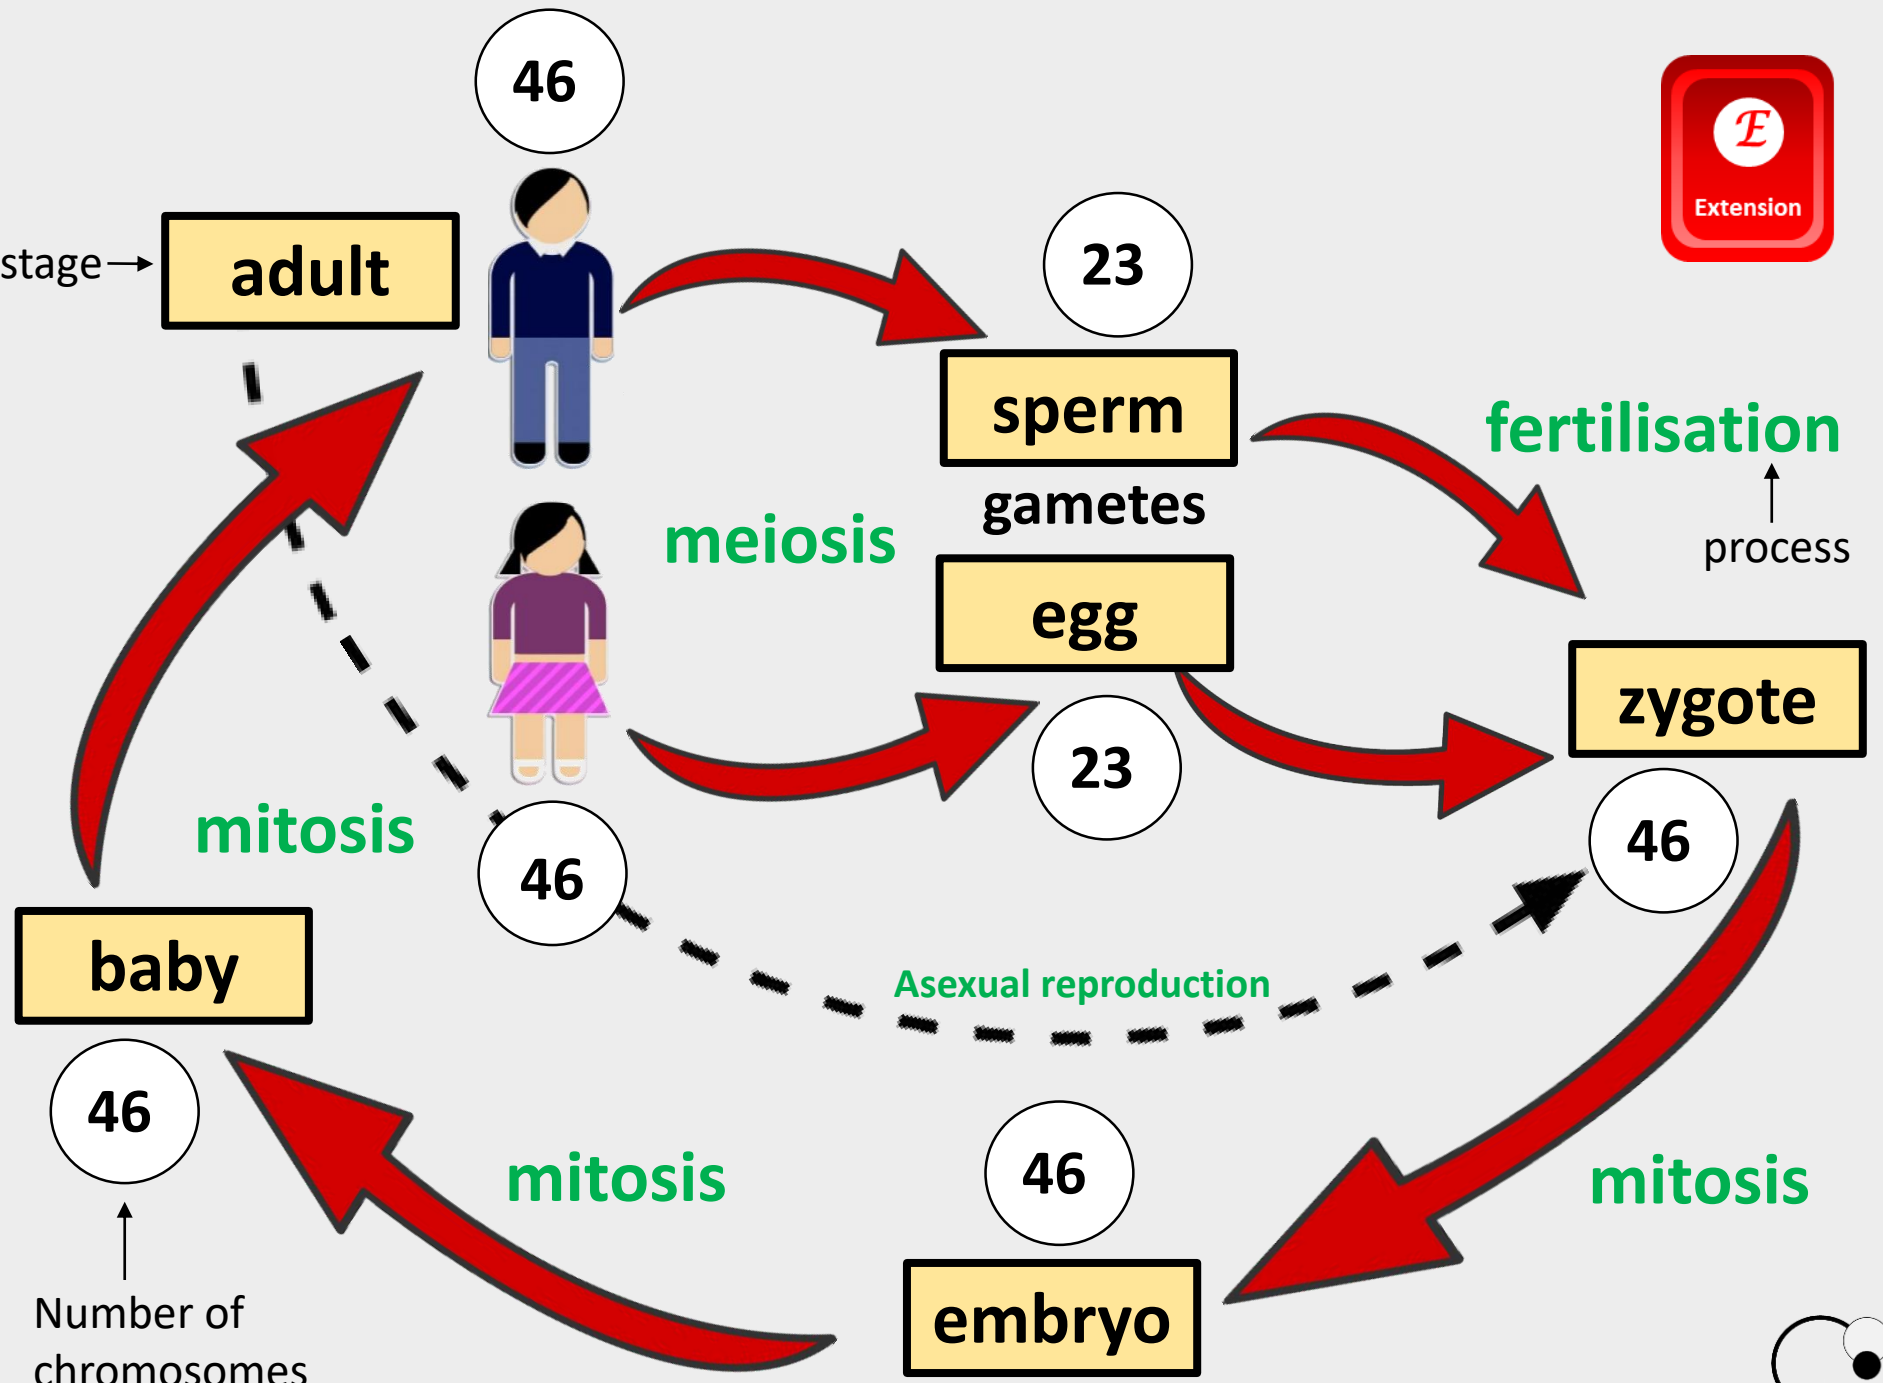 46
E
Extension
stage
adult
23
sperm
fertilisation
gametes
meiosis
process
egg
zygote
23
mitosis
46
46
baby
Asexual reproduction
46
46
mitosis
mitosis
Number of
chromosomes
embryo